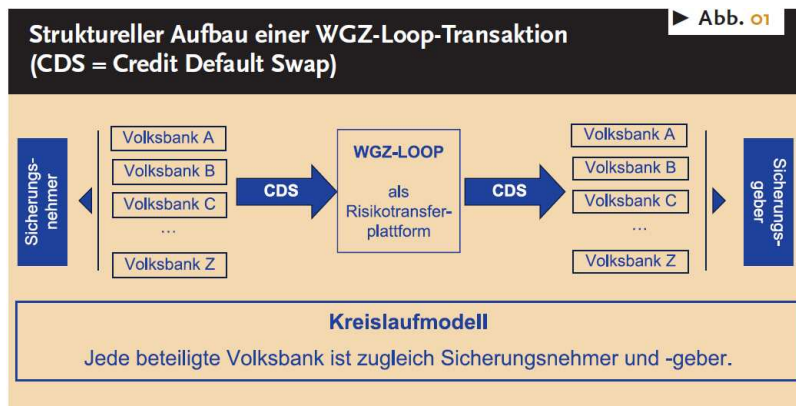 ▶ Abb. 01
Struktureller Aufbau einer WGZ-Loop-Transaktion
(CDS = Credit Default Swap)
Sicherungs-
nehmer
Volksbank A
Volksbank B
Volksbank C
...
Volksbank Z
CDS
WGZ-LOOP
als
Risikotransfer-
plattform
CDS
Volksbank A
Volksbank B
Volksbank C
...
Volksbank Z
Sicherungs-
geber
Kreislaufmodell
Jede beteiligte Volksbank ist zugleich Sicherungsnehmer und -geber.